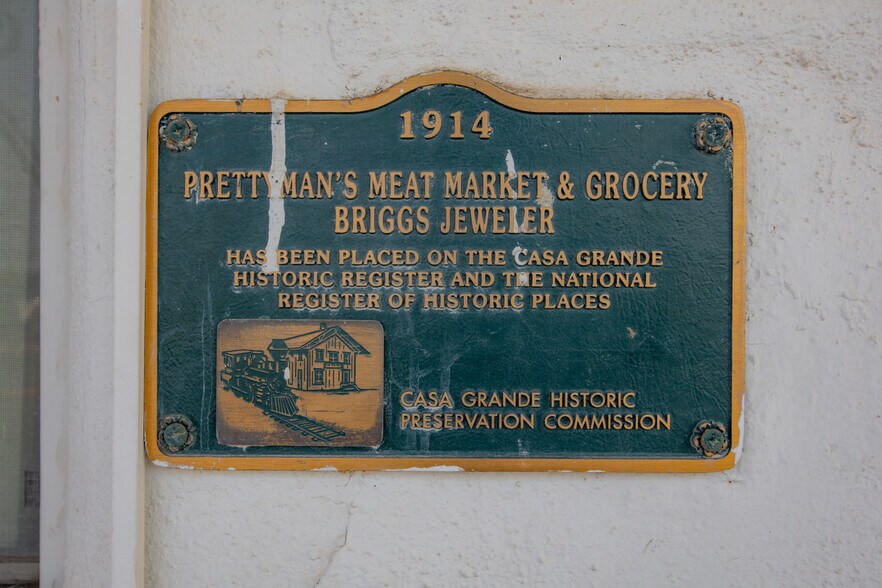 1914
PRETTYMAN'S MEAT MARKET & GROCERY
BRIGGS JEWELER
HAS BEEN PLACED ON THE CASA GRANDE
HISTORIC REGISTER AND THE NATIONAL
REGISTER OF HISTORIC PLACES
CASA GRANDE HISTORIC
PRESERVATION COMMISSION